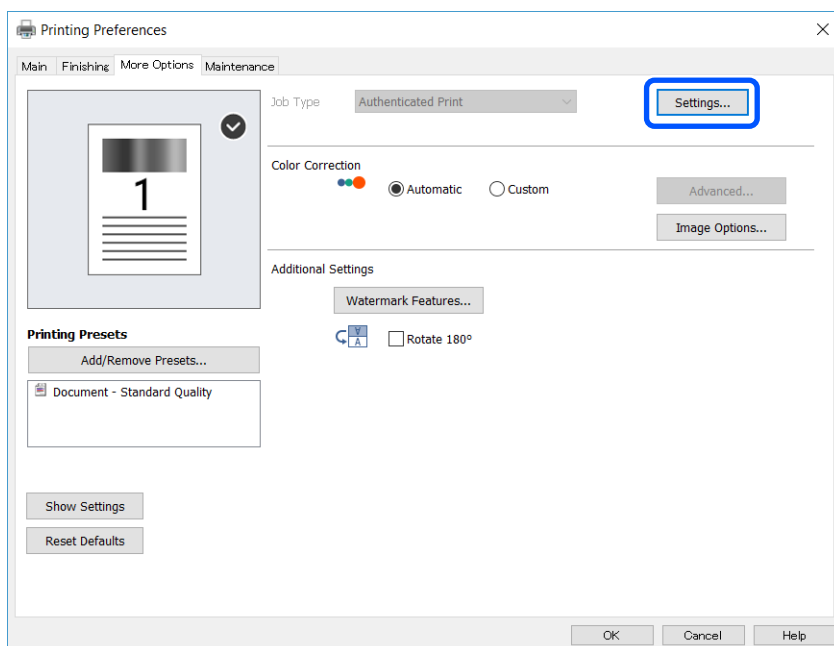 Printing Preferences
Main Finishing More Options Maintenance
Job Type Authenticated Print Settings...
1
Color Correction
Automatic Custom Advanced...
Image Options...
Additional Settings
Watermark Features...
A A Rotate 180º
Printing Presets
Add/Remove Presets...
Document - Standard Quality
Show Settings
Reset Defaults
OK Cancel Help